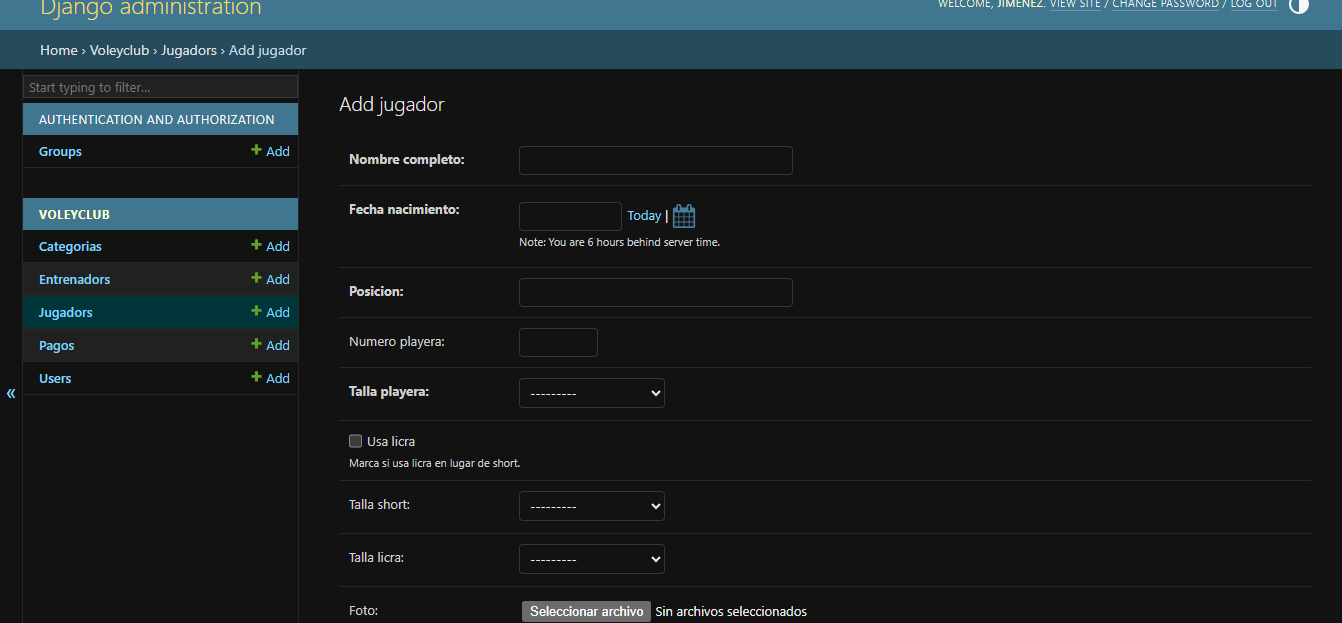 Django administration
WELCOME, JIMENEZ. VIEW SITE / CHANGE PASSWORD / LOG OUT
Home › Voleyclub › Jugadors › Add jugador
Start typing to filter...
AUTHENTICATION AND AUTHORIZATION
Groups + Add
VOLEYCLUB
Categorias + Add
Entrenadors + Add
Jugadors + Add
Pagos + Add
Users + Add
«
Add jugador
Nombre completo:
Fecha nacimiento: Today |
Note: You are 6 hours behind server time.
Posicion:
Numero playera:
Talla playera: ---------
Usa licra
Marca si usa licra en lugar de short.
Talla short: ---------
Talla licra: ---------
Foto: Seleccionar archivo Sin archivos seleccionados